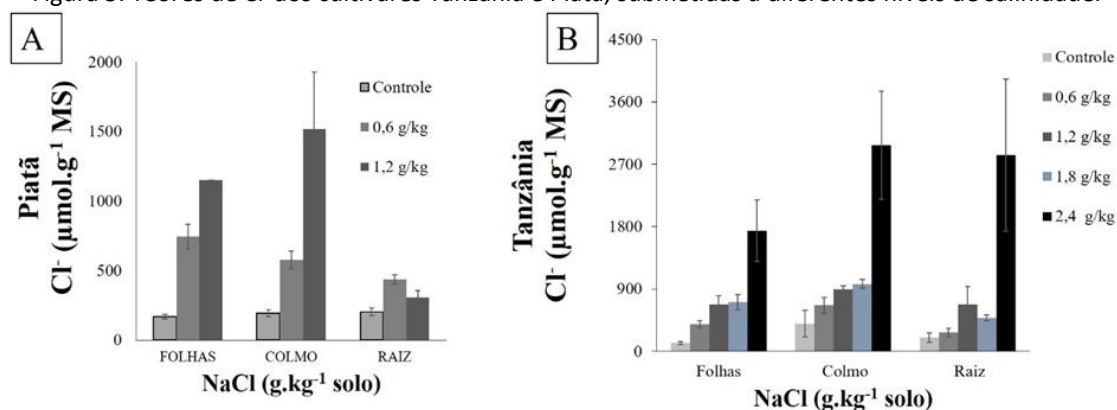 Figura 5. Teores de Cl- dos cultivares Tanzânia e Piatã, submetidas a diferentes níveis de salinidade.
A
Piatã
Cl- (μmol.g-1 MS)
2000
1500
1000
500
0
FOLHAS COLMO RAIZ
NaCl (g.kg-1 solo)
Controle
0,6 g/kg
1,2 g/kg
B
Tanzânia
Cl- (μmol.g-1 MS)
4500
3600
2700
1800
900
0
Folhas Colmo Raiz
NaCl (g.kg-1 solo)
Controle
0,6 g/kg
1,2 g/kg
1,8 g/kg
2,4 g/kg